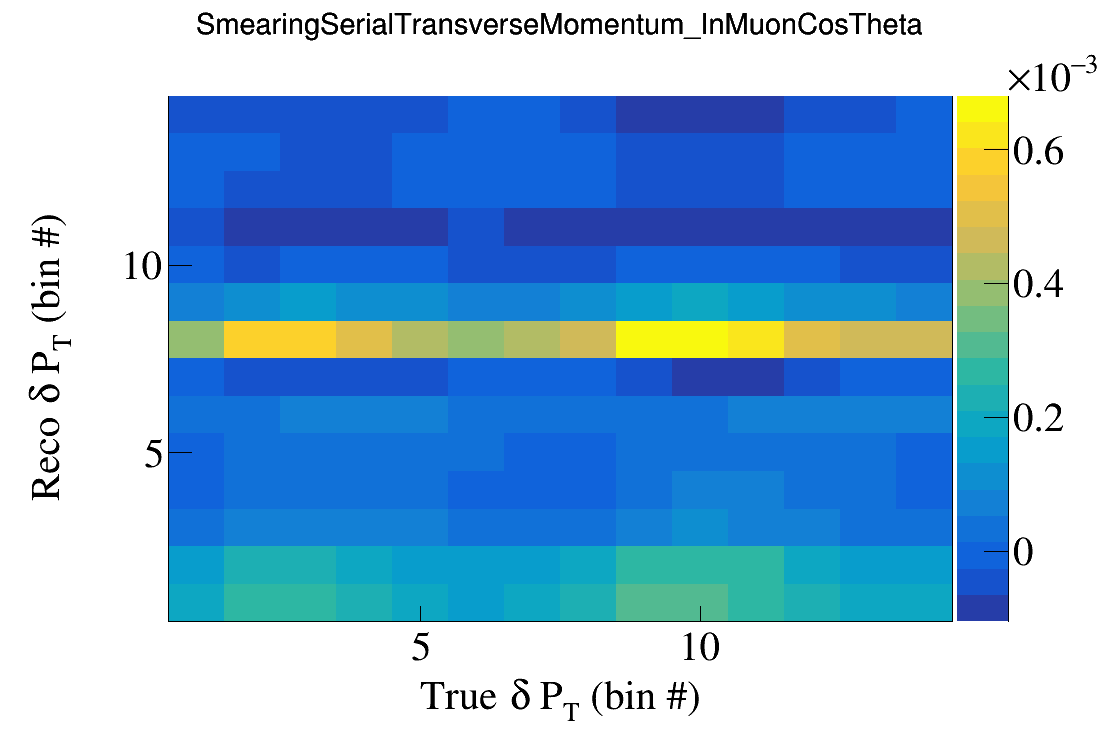 SmearingSerialTransverseMomentum_InMuonCosTheta
×10⁻³
0.6
0.4
0.2
0
10
5
Reco δ P_T (bin #)
5 10
True δ P_T (bin #)